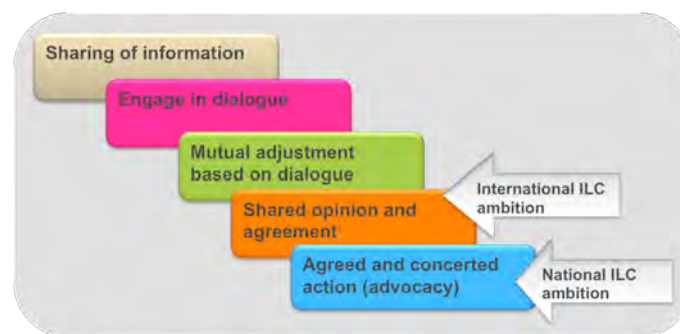 Sharing of information
Engage in dialogue
Mutual adjustment
based on dialogue
International ILC
ambition
Shared opinion and
agreement
Agreed and concerted
action (advocacy)
National ILC
ambition